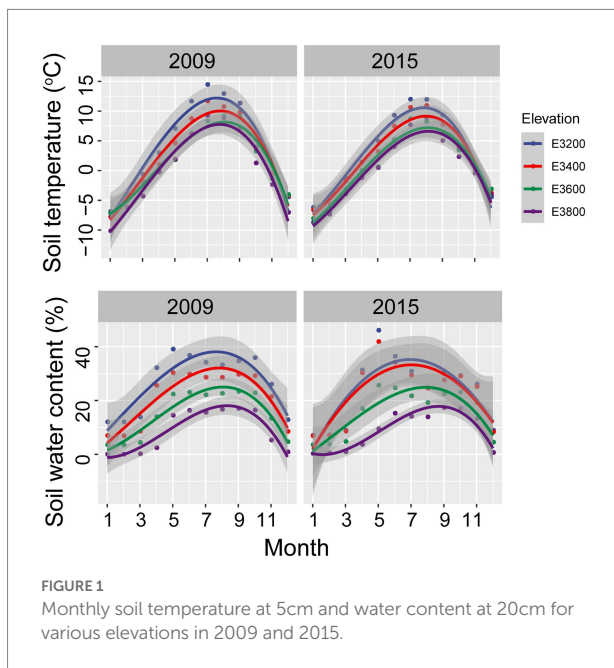 2009
2015
Soil temperature (ºC)
15
10
5
0
−5
−10
Elevation
E3200
E3400
E3600
E3800
2009
2015
Soil water content (%)
40
20
0
1 3 5 7 9 11 1 3 5 7 9 11
Month
FIGURE 1
Monthly soil temperature at 5cm and water content at 20cm for
various elevations in 2009 and 2015.